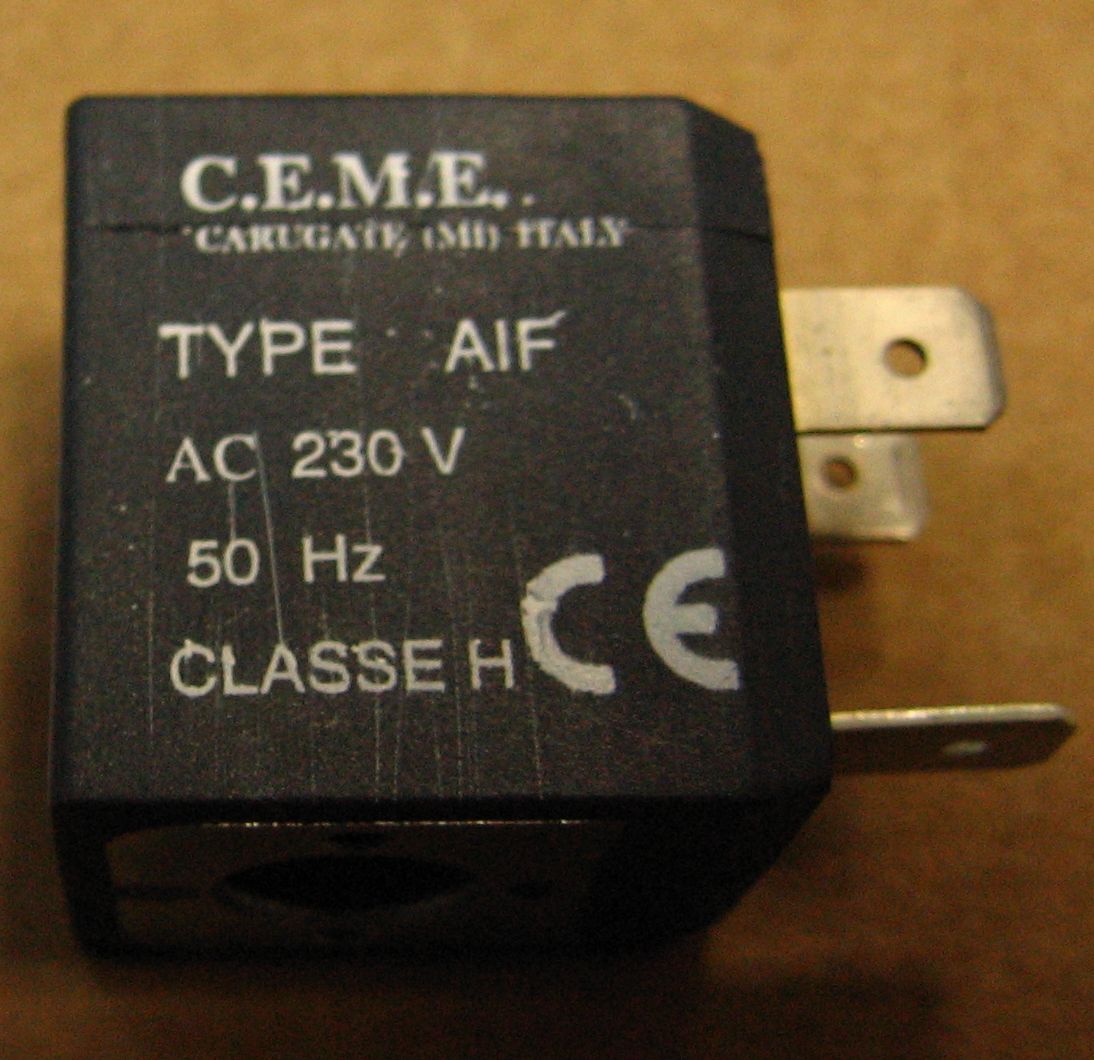 C.E.M.E.
CARUGATE (MI) ITALY
TYPE AIF
AC 230 V
50 Hz
CLASSE H CE